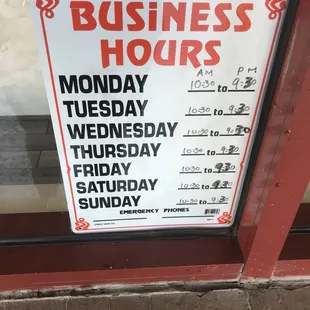 BUSINESS
HOURS
AM PM
MONDAY 10:30 to 9:30
TUESDAY 10:30 to 9:30
WEDNESDAY 10:30 to 9:30
THURSDAY 10:30 to 9:30
FRIDAY 10:30 to 9:30
SATURDAY 10:30 to 9:30
SUNDAY 10:30 to 9:30
EMERGENCY PHONES